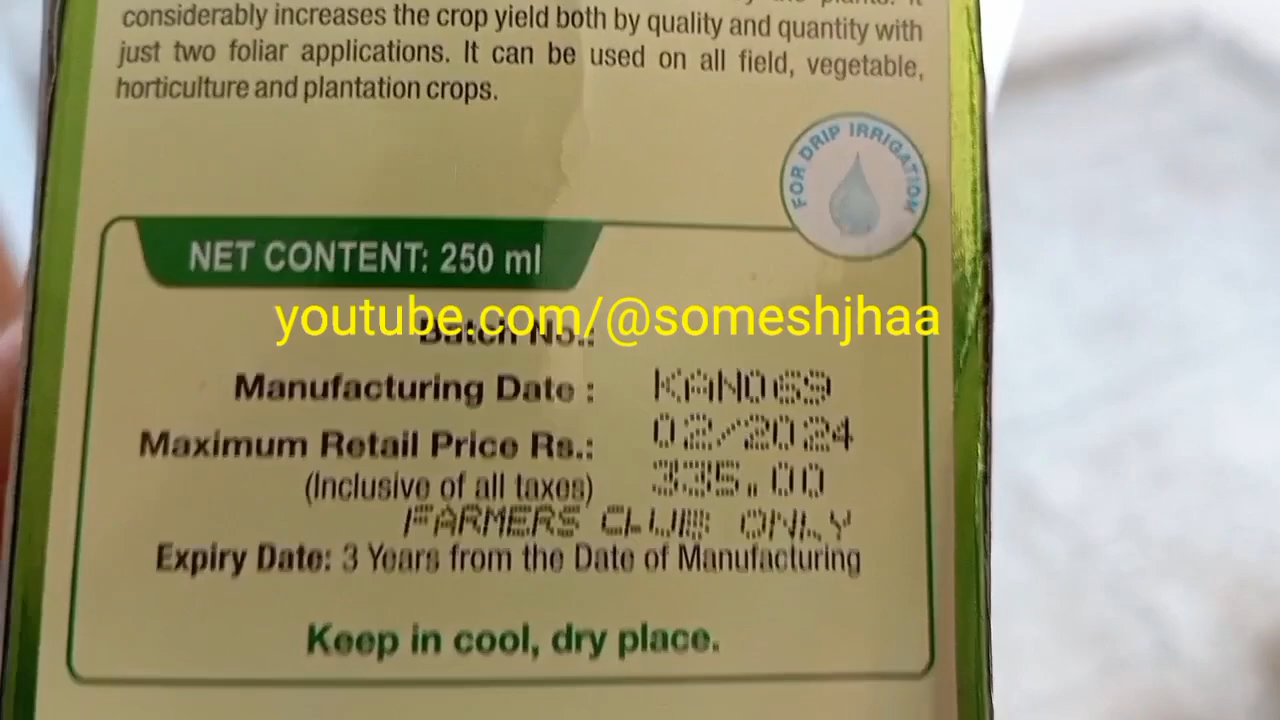 considerably increases the crop yield both by quality and quantity with
just two foliar applications. It can be used on all field, vegetable,
horticulture and plantation crops.
FOR DRIP IRRIGATION
NET CONTENT: 250 ml
youtube.com/@someshjhaa
Batch No.:
Manufacturing Date : KAN069
Maximum Retail Price Rs.: 02/2024
(Inclusive of all taxes) 335.00
FARMERS CLUB ONLY
Expiry Date: 3 Years from the Date of Manufacturing
Keep in cool, dry place.